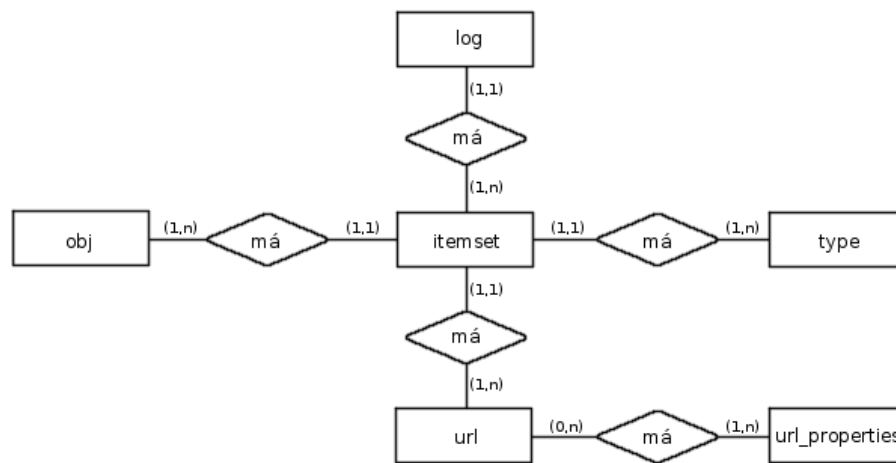 log
(1,1)
má
(1,n)
obj
(1,n)
má
(1,1)
itemset
(1,1)
má
(1,n)
type
(1,1)
má
(1,n)
url
(0,n)
má
(1,n)
url_properties